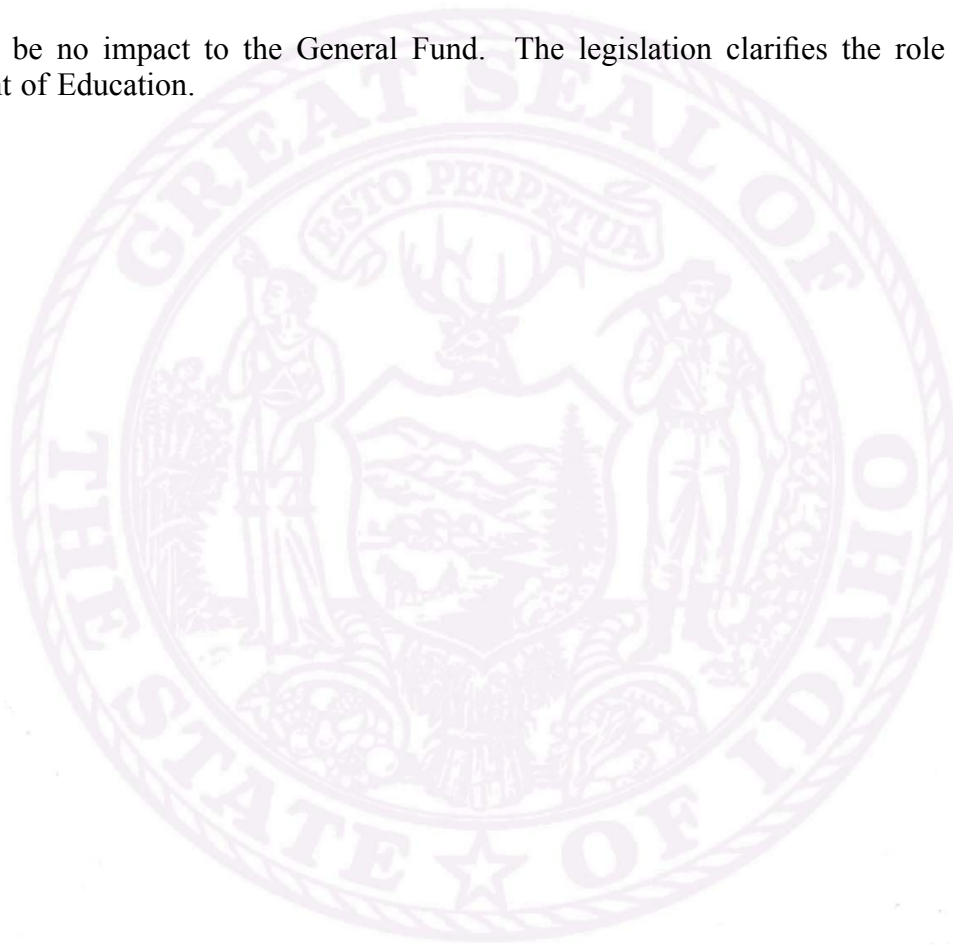 be no impact to the General Fund. The legislation clarifies the role
of Education.
GREAT SEAL OF
ESTO PERPETUA
THE
IDAHO
STATE OF